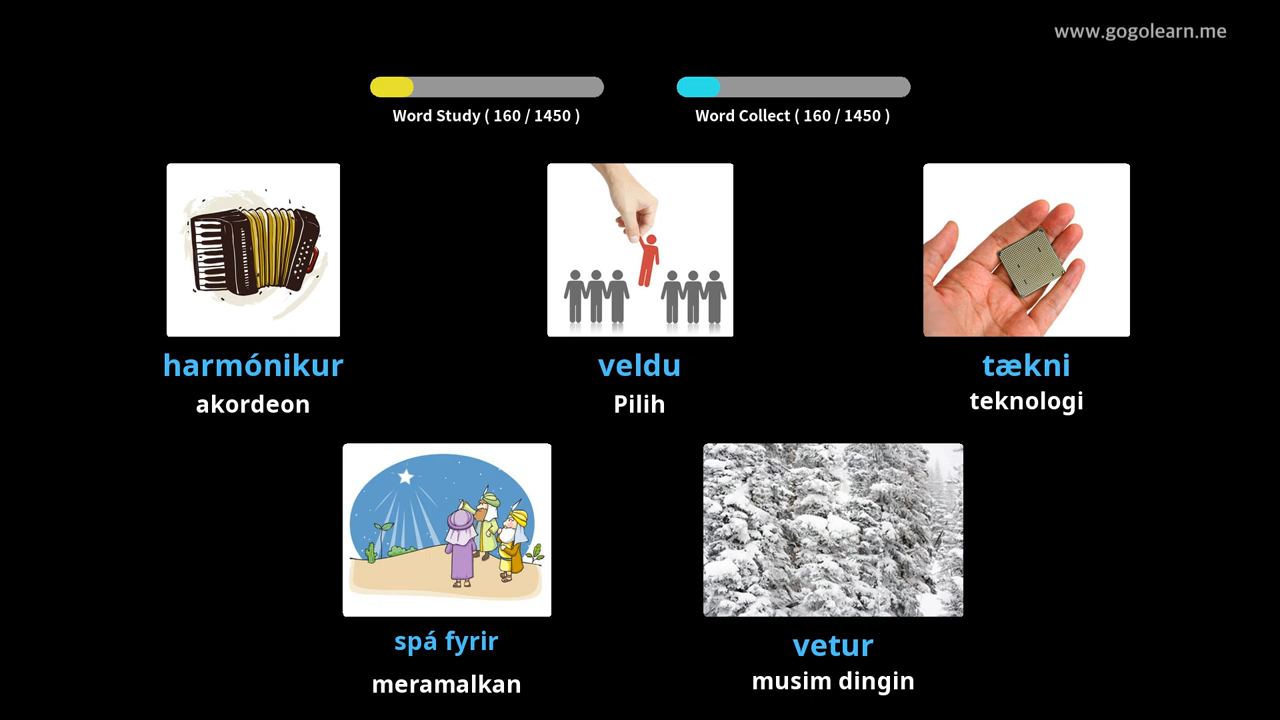 www.gogolearn.me
Word Study ( 160 / 1450 )
Word Collect ( 160 / 1450 )
harmónikur
akordeon
veldu
Pilih
tækni
teknologi
spá fyrir
meramalkan
vetur
musim dingin